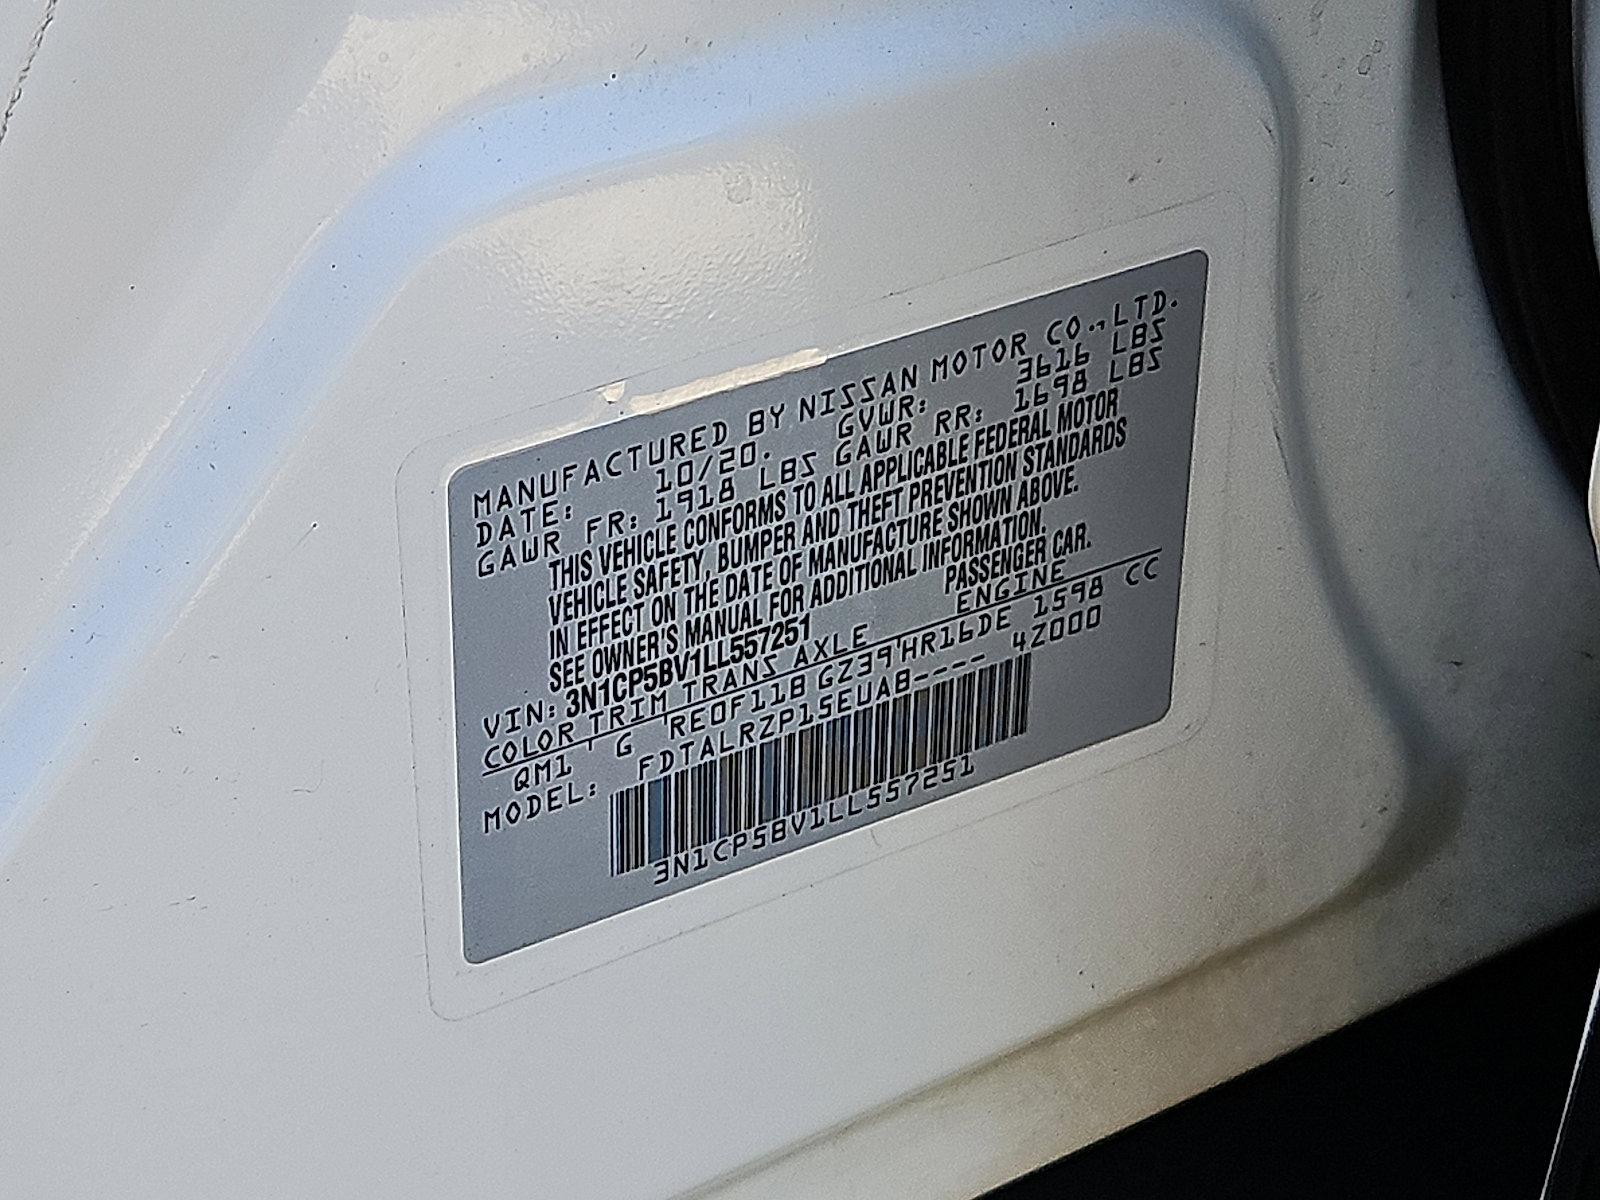 MANUFACTURED BY NISSAN MOTOR CO., LTD.
DATE: 10/20. GVWR: 3616 LBS
GAWR FR: 1918 LBS GAWR RR: 1698 LBS
THIS VEHICLE CONFORMS TO ALL APPLICABLE FEDERAL MOTOR
VEHICLE SAFETY, BUMPER AND THEFT PREVENTION STANDARDS
IN EFFECT ON THE DATE OF MANUFACTURE SHOWN ABOVE.
SEE OWNER'S MANUAL FOR ADDITIONAL INFORMATION.
VIN: 3N1CP5BV1LL557251 PASSENGER CAR.
COLOR TRIM TRANS AXLE ENGINE
QM1 ' G 'RE0F11B GZ39'HR16DE 1598 CC
MODEL: FDTALRZP15EUAB---- 4Z000
3N1CP5BV1LL557251